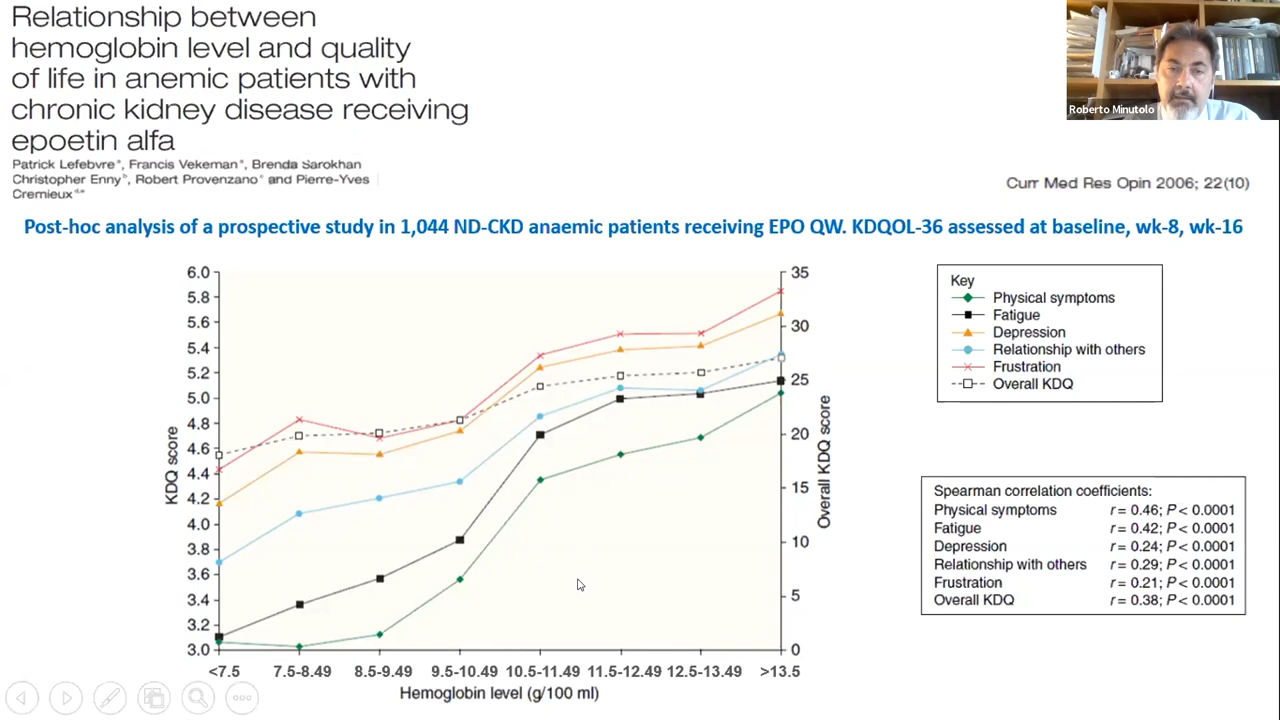 Relationship between
hemoglobin level and quality
of life in anemic patients with
chronic kidney disease receiving
epoetin alfa
Patrick Lefebvre a, Francis Vekeman a, Brenda Sarokhan
Christopher Enny b, Robert Provenzano c and Pierre-Yves
Cremieux
Roberto Minutolo
Curr Med Res Opin 2006; 22(10)
Post-hoc analysis of a prospective study in 1,044 ND-CKD anaemic patients receiving EPO QW. KDQOL-36 assessed at baseline, wk-8, wk-16
KDQ score
6.0
5.8
5.6
5.4
5.2
5.0
4.8
4.6
4.4
4.2
4.0
3.8
3.6
3.4
3.2
3.0
35
30
25
20
15
10
5
0
Overall KDQ score
<7.5 7.5-8.49 8.5-9.49 9.5-10.49 10.5-11.49 11.5-12.49 12.5-13.49 >13.5
Hemoglobin level (g/100 ml)
Key
Physical symptoms
Fatigue
Depression
Relationship with others
Frustration
Overall KDQ
Spearman correlation coefficients:
Physical symptoms r = 0.46; P < 0.0001
Fatigue r = 0.42; P < 0.0001
Depression r = 0.24; P < 0.0001
Relationship with others r = 0.29; P < 0.0001
Frustration r = 0.21; P < 0.0001
Overall KDQ r = 0.38; P < 0.0001